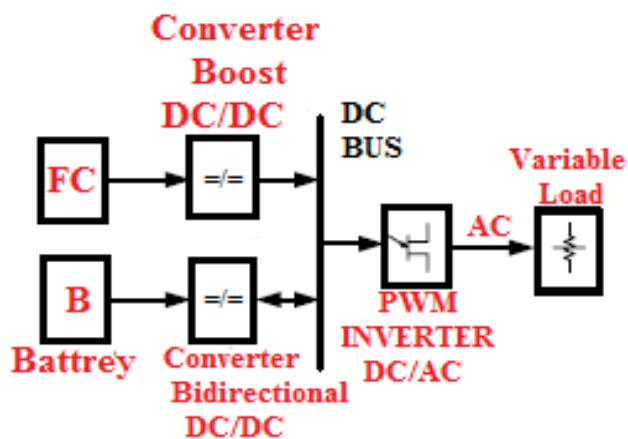 Converter
Boost
DC/DC
DC
BUS
FC
=/=
Variable
Load
AC
B
=/=
Battrey
Converter
Bidirectional
DC/DC
PWM
INVERTER
DC/AC